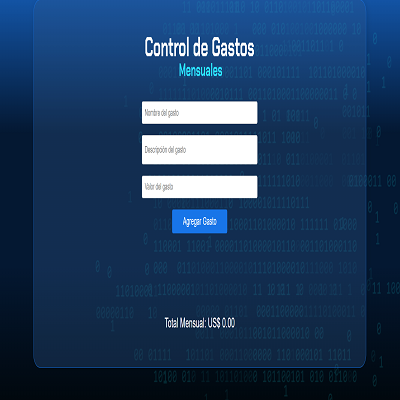 Control de Gastos
Mensuales
Nombre del gasto
Descripción del gasto
Valor del gasto
Agregar Gasto
Total Mensual: US$ 0.00